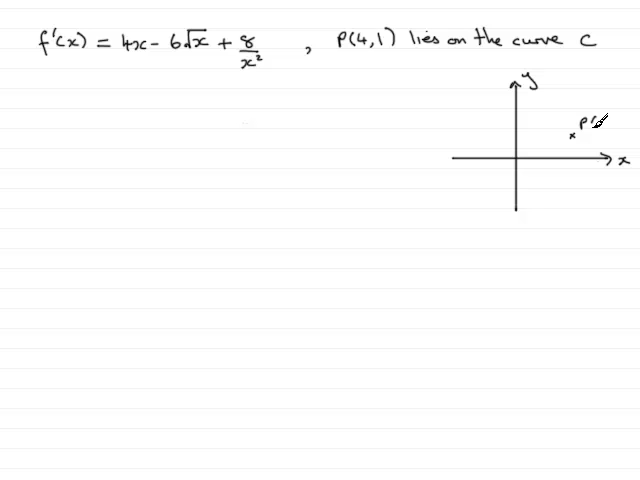 f'(x) = 4x - 6√x + 8/x² , P(4,1) lies on the curve C
y
P(
x